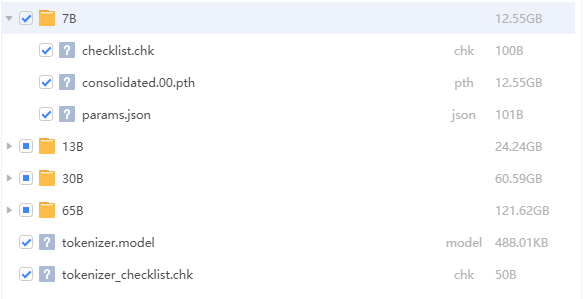 7B 12.55GB
checklist.chk chk 100B
consolidated.00.pth pth 12.55GB
params.json json 101B
13B 24.24GB
30B 60.59GB
65B 121.62GB
tokenizer.model model 488.01KB
tokenizer_checklist.chk chk 50B